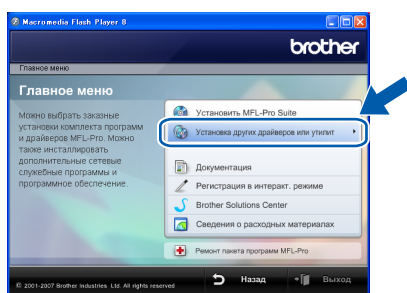 Macromedia Flash Player 8
brother
Главное меню
Главное меню
Можно выбрать заказные
установки комплекта программ
и драйверов MFL-Pro. Можно
также инсталлировать
дополнительные сетевые
служебные программы и
программное обеспечение.
Установить MFL-Pro Suite
Установка других драйверов или утилит
Документация
Регистрация в интеракт. режиме
Brother Solutions Center
Сведения о расходных материалах
Ремонт пакета программ MFL-Pro
© 2001-2007 Brother Industries Ltd. All rights reserved
Назад
Выход